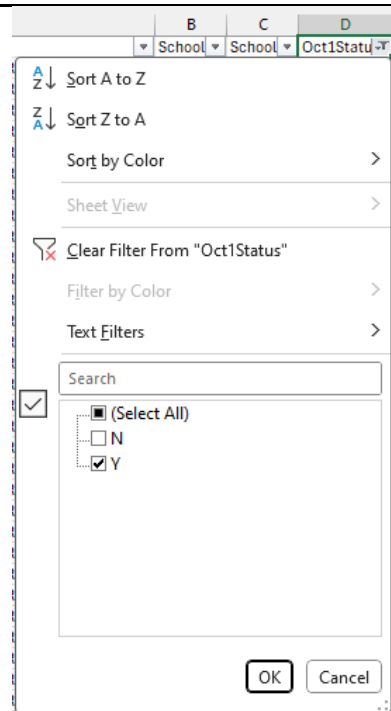 B C D
School School Oct1Statu
Sort A to Z
Sort Z to A
Sort by Color
Sheet View
Clear Filter From "Oct1Status"
Filter by Color
Text Filters
Search
(Select All)
N
Y
OK Cancel